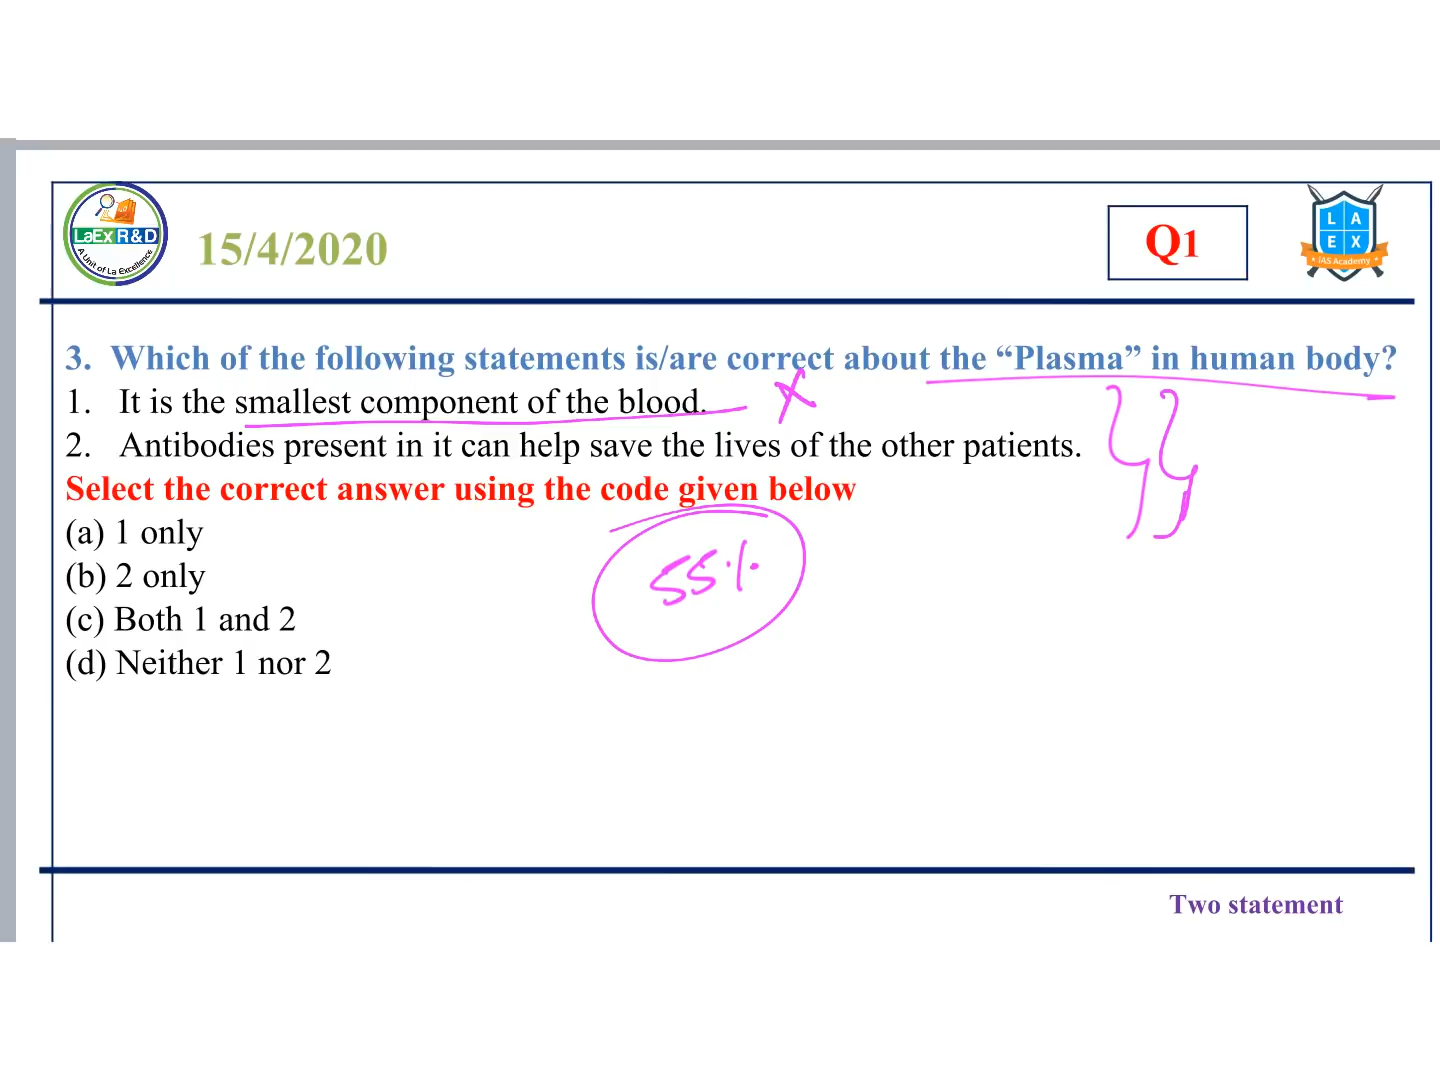 LaEx R&D
A Unit of La Excellence
15/4/2020
Q1
L A
E X
IAS Academy
3. Which of the following statements is/are correct about the “Plasma” in human body?
1. It is the smallest component of the blood.
2. Antibodies present in it can help save the lives of the other patients.
Select the correct answer using the code given below
(a) 1 only
(b) 2 only
55%
(c) Both 1 and 2
(d) Neither 1 nor 2
Two statement